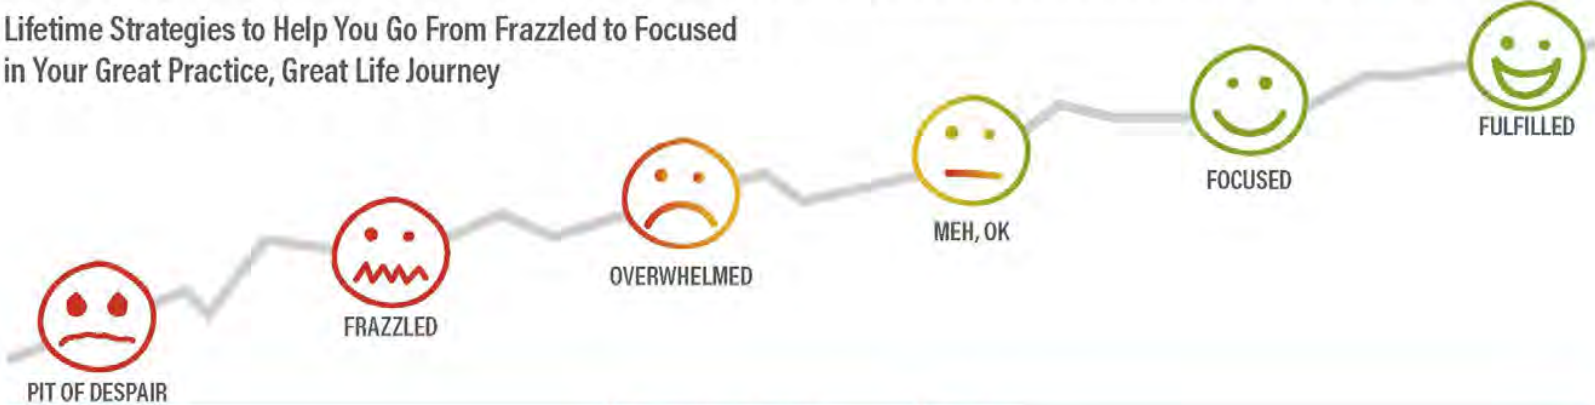 Lifetime Strategies to Help You Go From Frazzled to Focused
in Your Great Practice, Great Life Journey
PIT OF DESPAIR
FRAZZLED
OVERWHELMED
MEH, OK
FOCUSED
FULFILLED